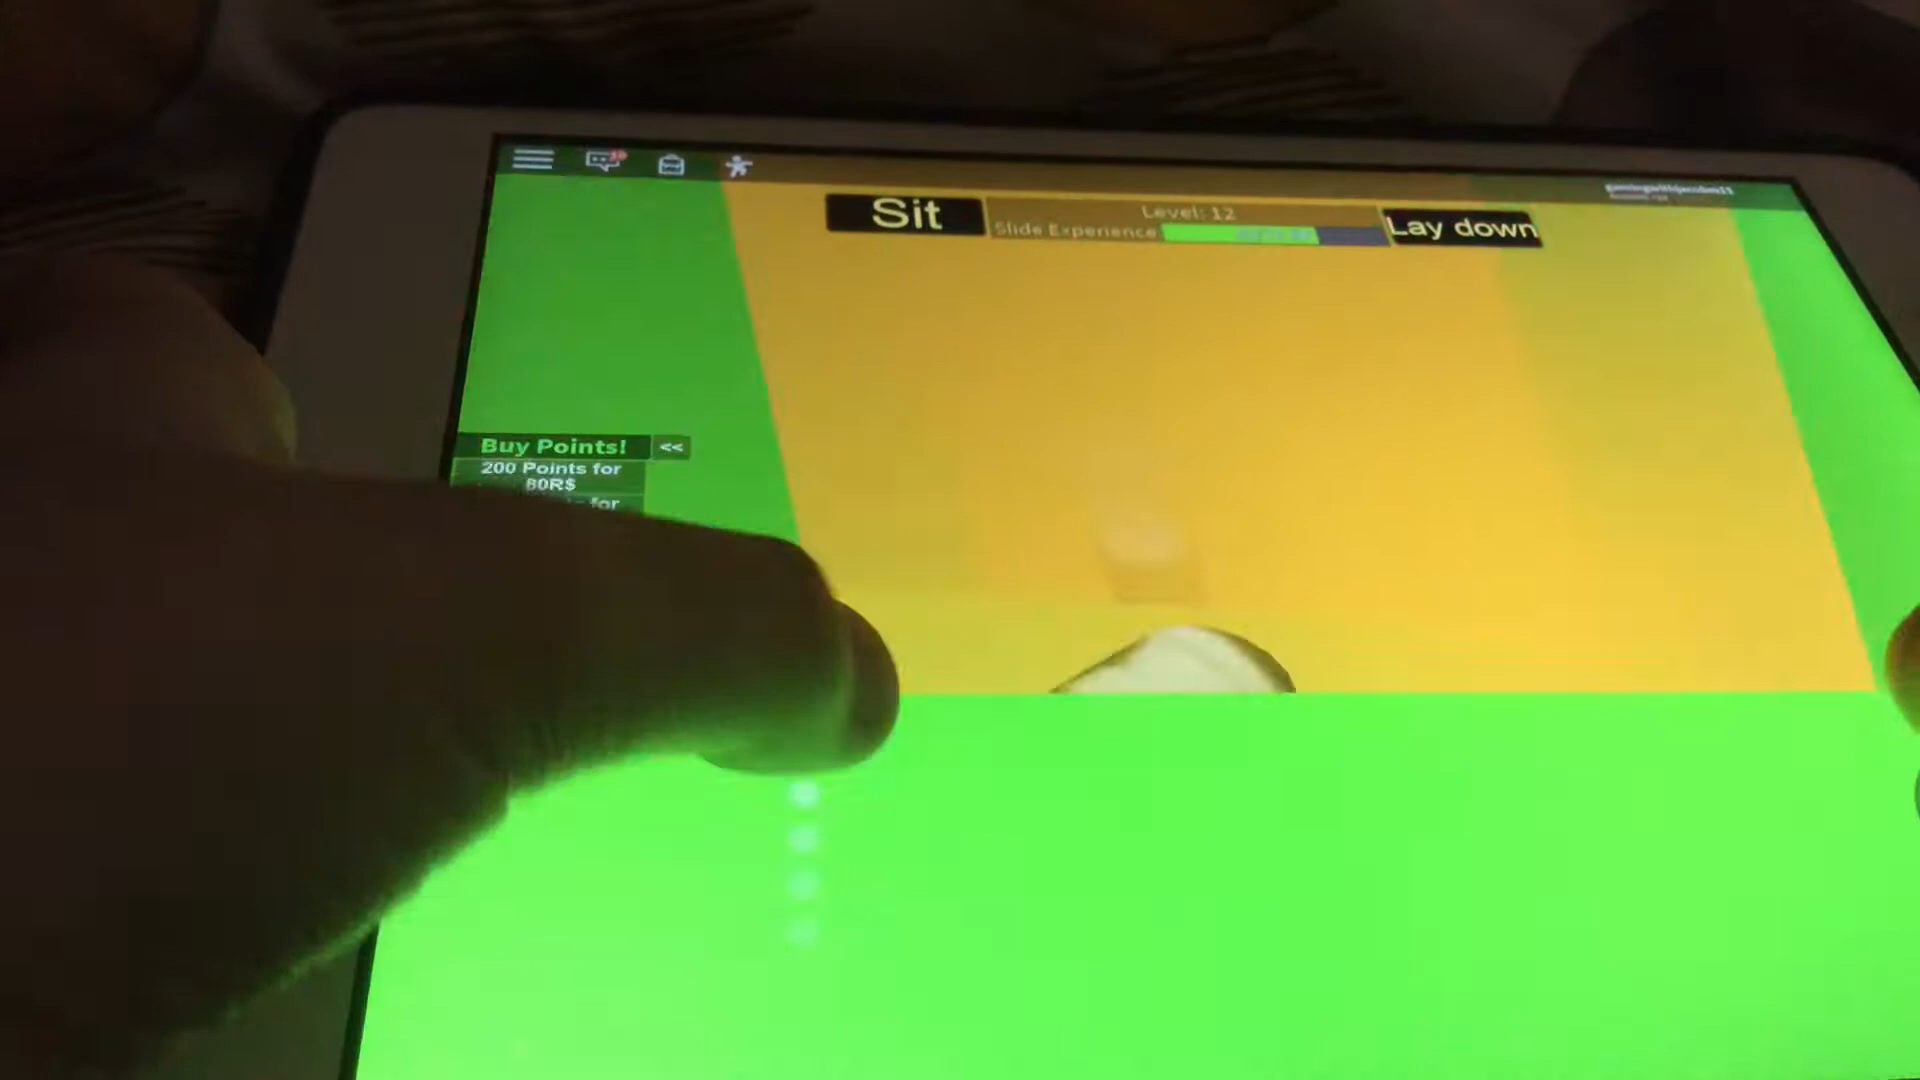 Sit
Level: 12
Slide Experience
Lay down
Buy Points!
<<
200 Points for
80R$
for